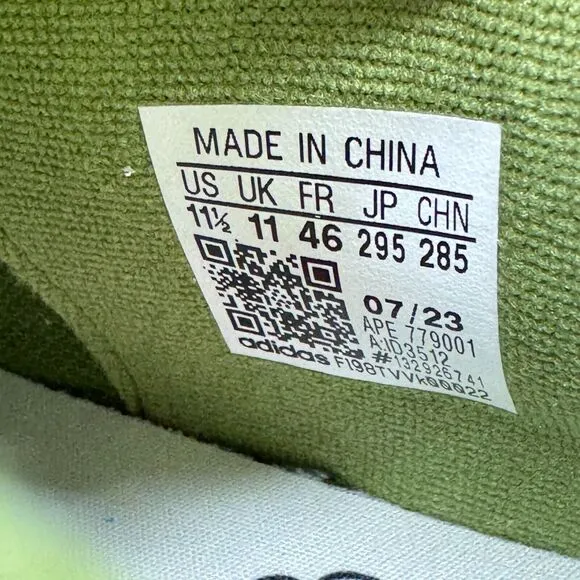 MADE IN CHINA
US UK FR JP CHN
11½ 11 46 295 285
07/23
APE 779001
A:ID3512
#132926741
adidas F198TVVk00022